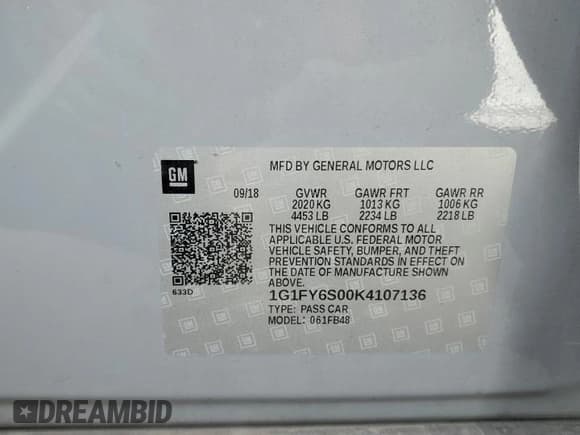 GM
MFD BY GENERAL MOTORS LLC
09/18 GVWR GAWR FRT GAWR RR
2020 KG 1013 KG 1006 KG
4453 LB 2234 LB 2218 LB
THIS VEHICLE CONFORMS TO ALL
APPLICABLE U.S. FEDERAL MOTOR
VEHICLE SAFETY, BUMPER, AND THEFT
PREVENTION STANDARDS IN EFFECT ON
THE DATE OF MANUFACTURE SHOWN
ABOVE.
633D
1G1FY6S00K4107136
TYPE: PASS CAR
MODEL: 061FB48
DREAMBID